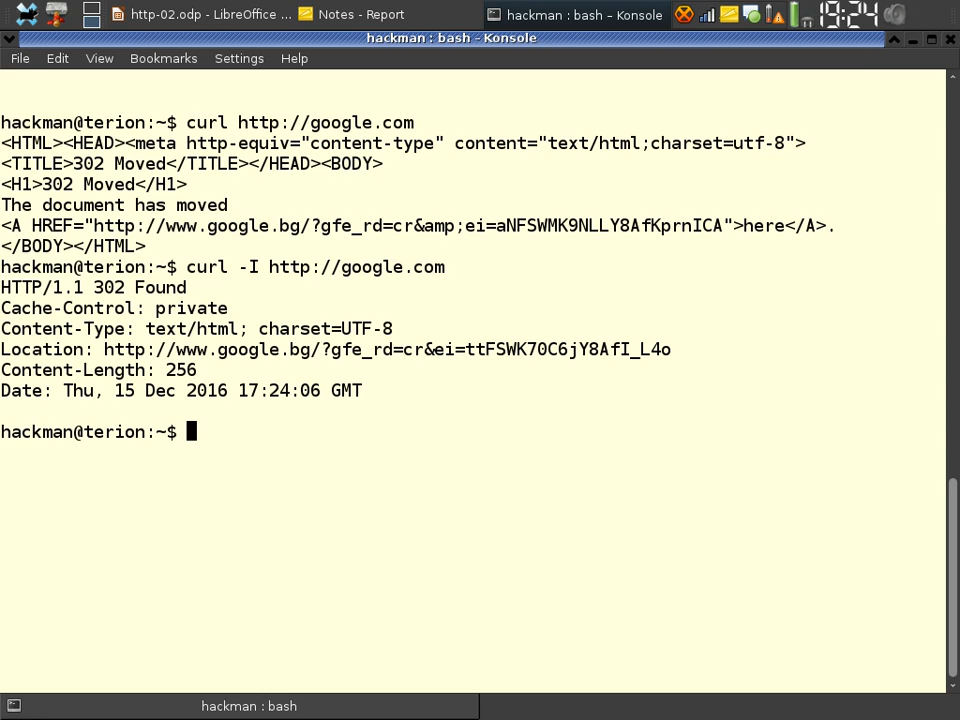 http-02.odp - LibreOffice ...
Notes - Report
hackman : bash - Konsole
19:24
hackman : bash - Konsole
File Edit View Bookmarks Settings Help
hackman@terion:~$ curl http://google.com
<HTML><HEAD><meta http-equiv="content-type" content="text/html;charset=utf-8">
<TITLE>302 Moved</TITLE></HEAD><BODY>
<H1>302 Moved</H1>
The document has moved
<A HREF="http://www.google.bg/?gfe_rd=cr&amp;ei=aNFSWMK9NLLY8AfKprnICA">here</A>.
</BODY></HTML>
hackman@terion:~$ curl -I http://google.com
HTTP/1.1 302 Found
Cache-Control: private
Content-Type: text/html; charset=UTF-8
Location: http://www.google.bg/?gfe_rd=cr&ei=ttFSWK70C6jY8AfI_L4o
Content-Length: 256
Date: Thu, 15 Dec 2016 17:24:06 GMT
hackman@terion:~$
hackman : bash